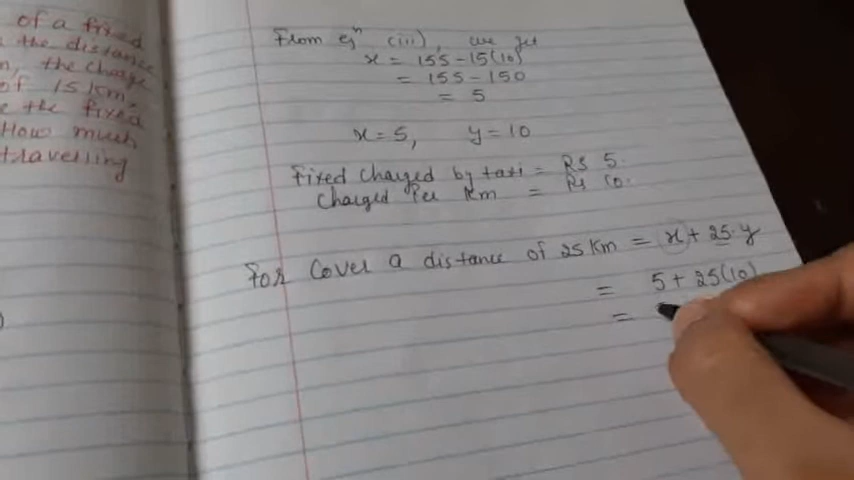 of a fixed
the distance
the charge
of 15 km.
the fixed
How much
travelling
From eqn (iii), we get
x = 155 - 15(10)
= 155 - 150
= 5
x = 5, y = 10
Fixed Charged by taxi = Rs 5.
Charged Per Km = Rs 10.
For Cover a distance of 25 Km = x + 25.y
= 5 + 25(10)
=